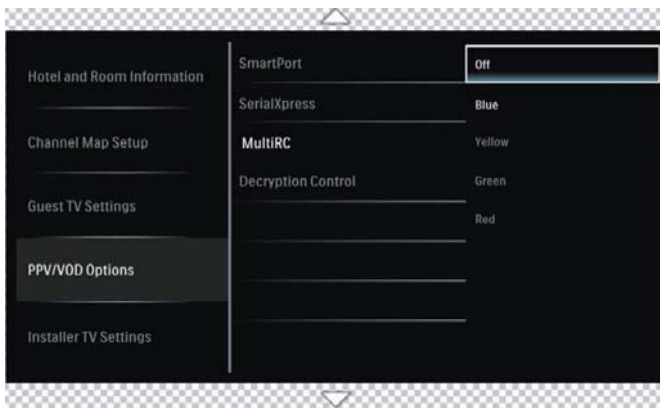 Hotel and Room Information
Channel Map Setup
Guest TV Settings
PPV/VOD Options
Installer TV Settings
SmartPort
SerialXpress
MultiRC
Decryption Control
Off
Blue
Yellow
Green
Red